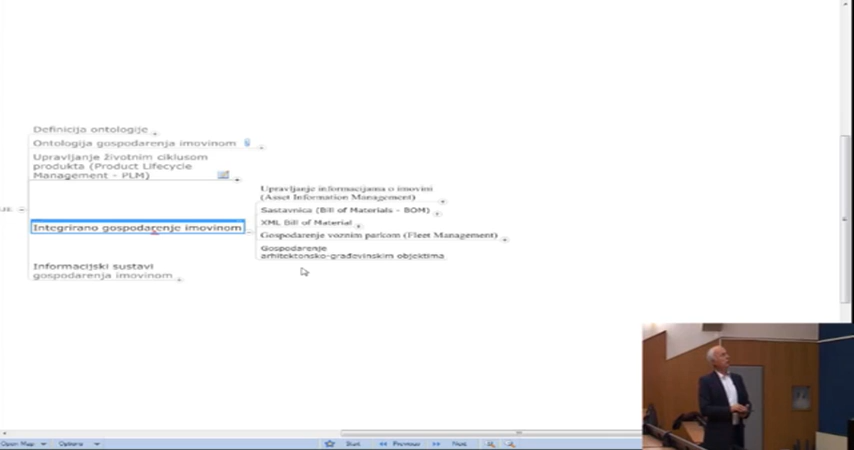 Definicija ontologije
Ontologija gospodarenja imovinom
Upravljanje životnim ciklusom
produkta (Product Lifecycle
Management - PLM)
Integrirano gospodarenje imovinom
Upravljanje informacijama o imovini
(Asset Information Management)
Sastavnica (Bill of Materials - BOM)
XML Bill of Material
Gospodarenje voznim parkom (Fleet Management)
Gospodarenje
arhitektonsko-građevinskim objektima
Informacijski sustavi
gospodarenja imovinom
Open Map
Options
Start
Previous
Next